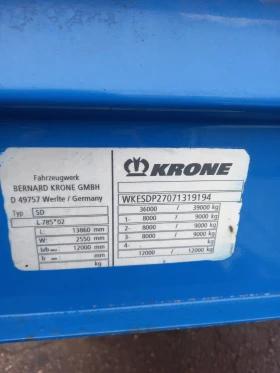 Fahrzeugwerk
BERNARD KRONE GMBH
D 49757 Werlte / Germany
KRONE
Typ SD
L 785*02
L: 13860 mm
W: 2550 mm
12000 mm
b mm
kg
WKESDP27071319194
36000 / 39000 kg
1- 8000 / 9000 kg
2- 8000 / 9000 kg
3- 8000 / 9000 kg
4- / kg
12000 / 12000 kg